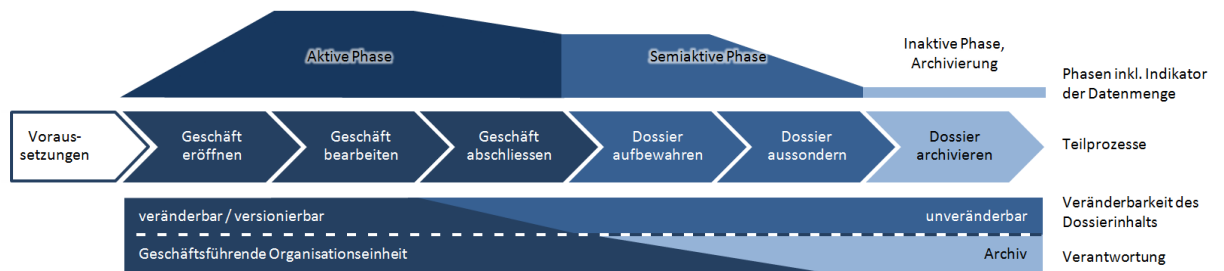 Aktive Phase
Semiaktive Phase
Inaktive Phase,
Archivierung
Phasen inkl. Indikator
der Datenmenge
Voraus-
setzungen
Geschäft
eröffnen
Geschäft
bearbeiten
Geschäft
abschliessen
Dossier
aufbewahren
Dossier
aussondern
Dossier
archivieren
Teilprozesse
veränderbar / versionierbar
unveränderbar
Veränderbarkeit des
Dossierinhalts
Geschäftsführende Organisationseinheit
Archiv
Verantwortung